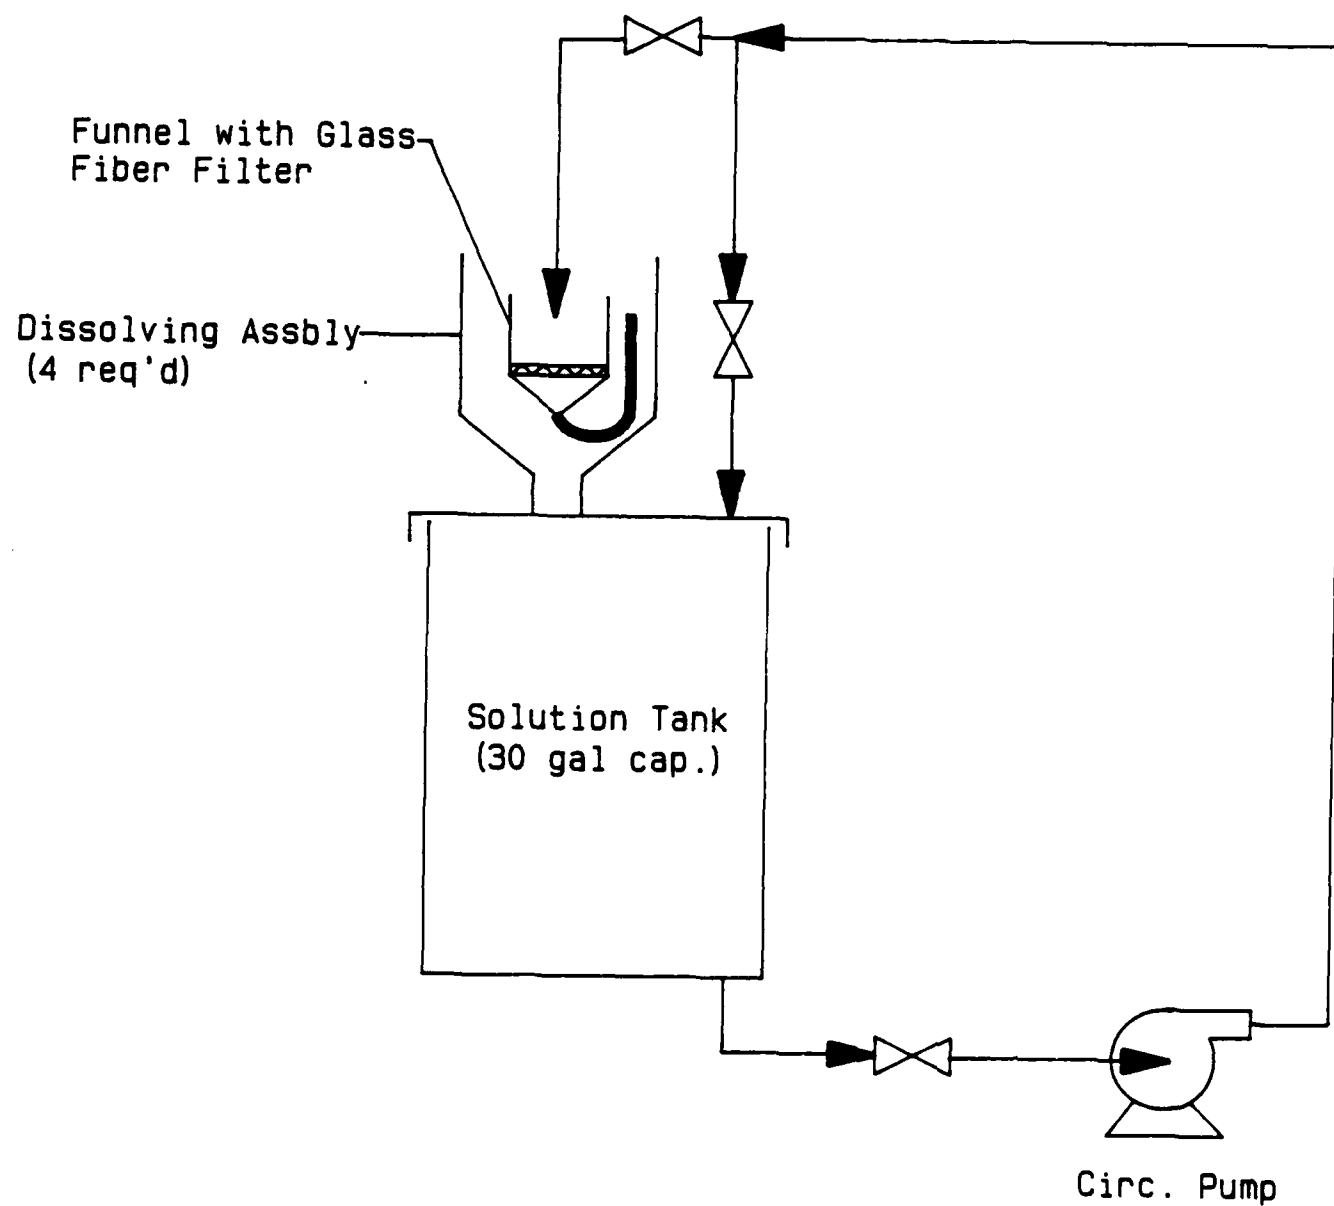 Funnel with Glass
Fiber Filter
Dissolving Assbly
(4 req'd)
Solution Tank
(30 gal cap.)
Circ. Pump